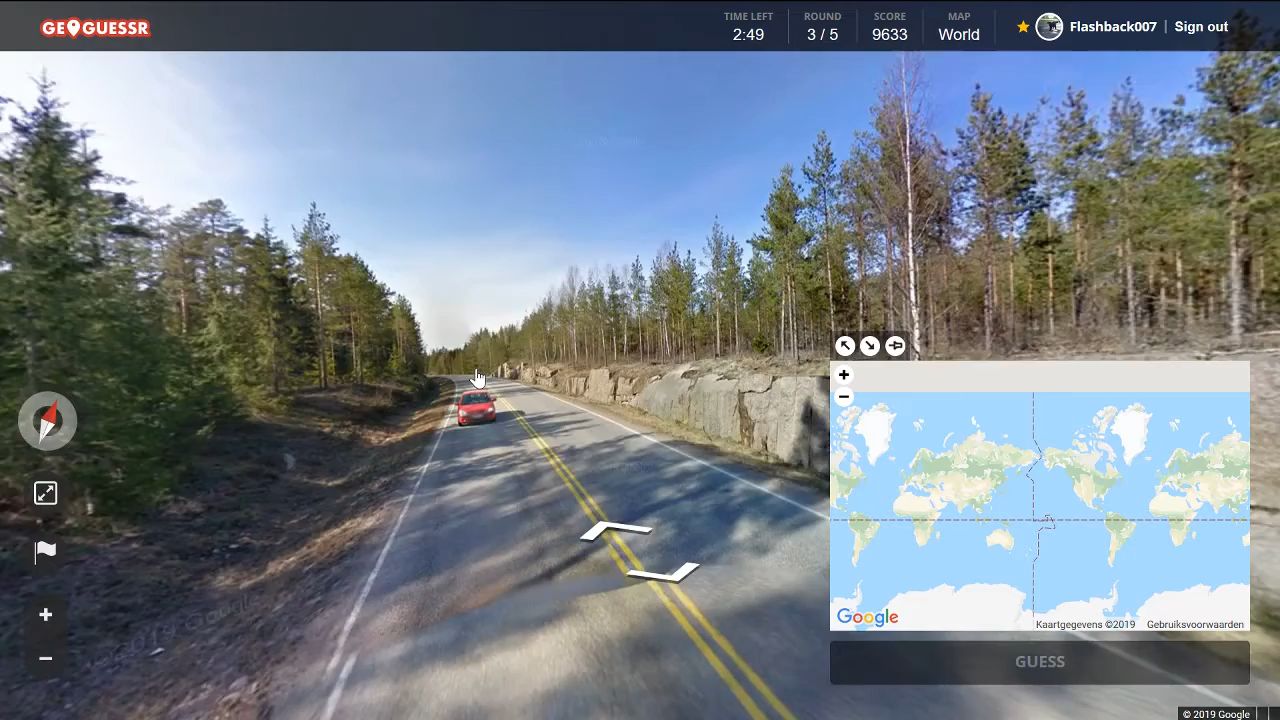 GEOGUESSR
TIME LEFT
2:49
ROUND
3 / 5
SCORE
9633
MAP
World
Flashback007 | Sign out
Google
Kaartgegevens ©2019 Gebruiksvoorwaarden
GUESS
© 2019 Google